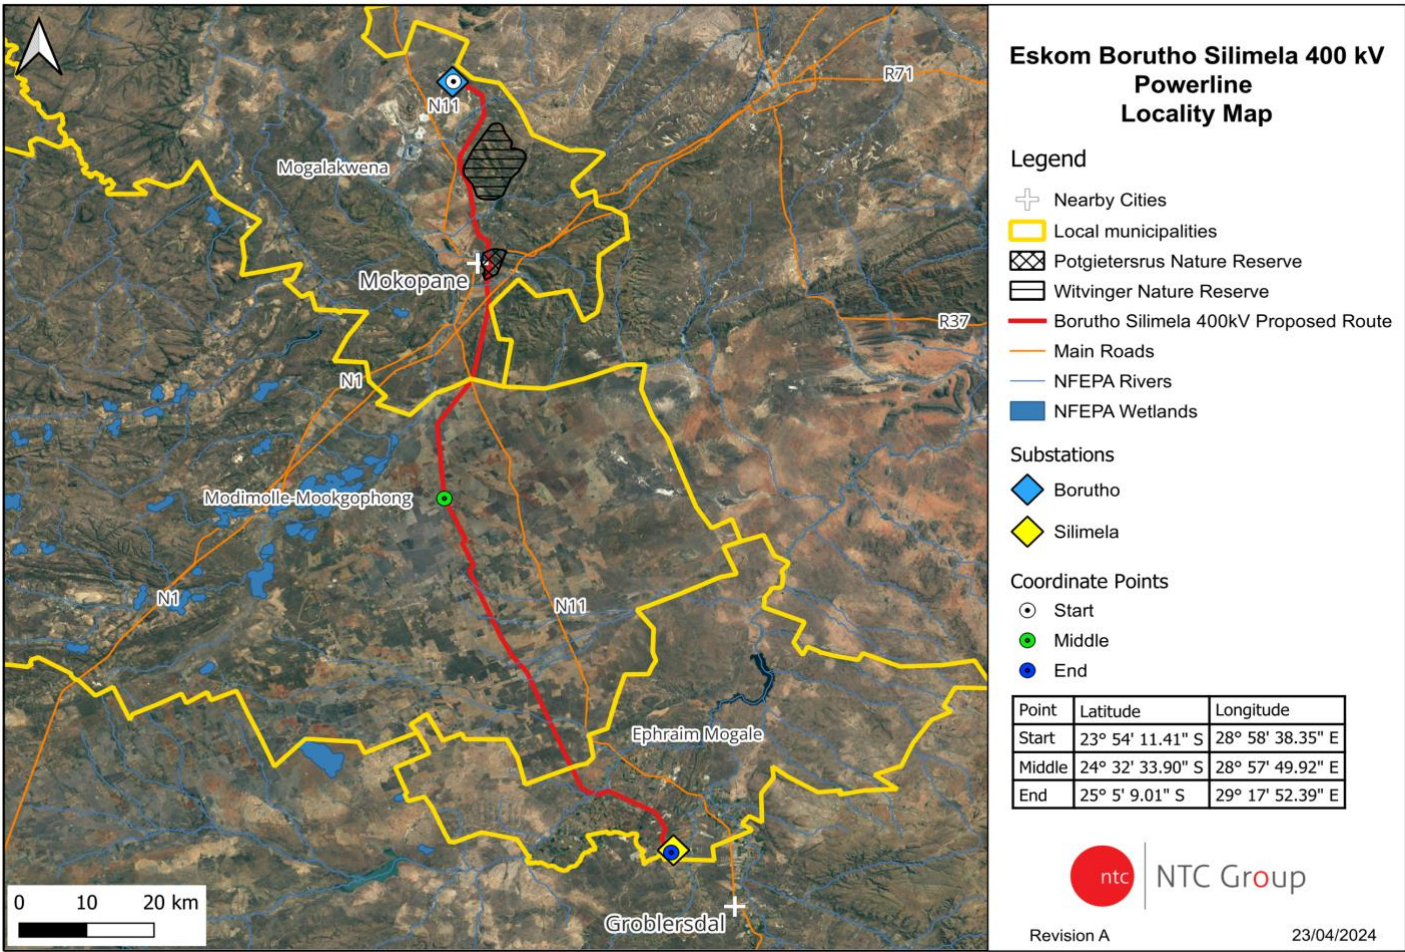 Eskom Borutho Silimela 400 kV
Powerline
Locality Map
Legend
Nearby Cities
Local municipalities
Potgietersrus Nature Reserve
Witvinger Nature Reserve
Borutho Silimela 400kV Proposed Route
Main Roads
NFEPA Rivers
NFEPA Wetlands
Substations
Borutho
Silimela
Coordinate Points
Start
Middle
End
Point Latitude Longitude
Start 23° 54' 11.41" S 28° 58' 38.35" E
Middle 24° 32' 33.90" S 28° 57' 49.92" E
End 25° 5' 9.01" S 29° 17' 52.39" E
ntc NTC Group
Revision A 23/04/2024
R71
N11
Mogalakwena
Mokopane
R37
N1
Modimolle-Mookgophong
N1
N11
Ephraim Mogale
Groblersdal
0 10 20 km